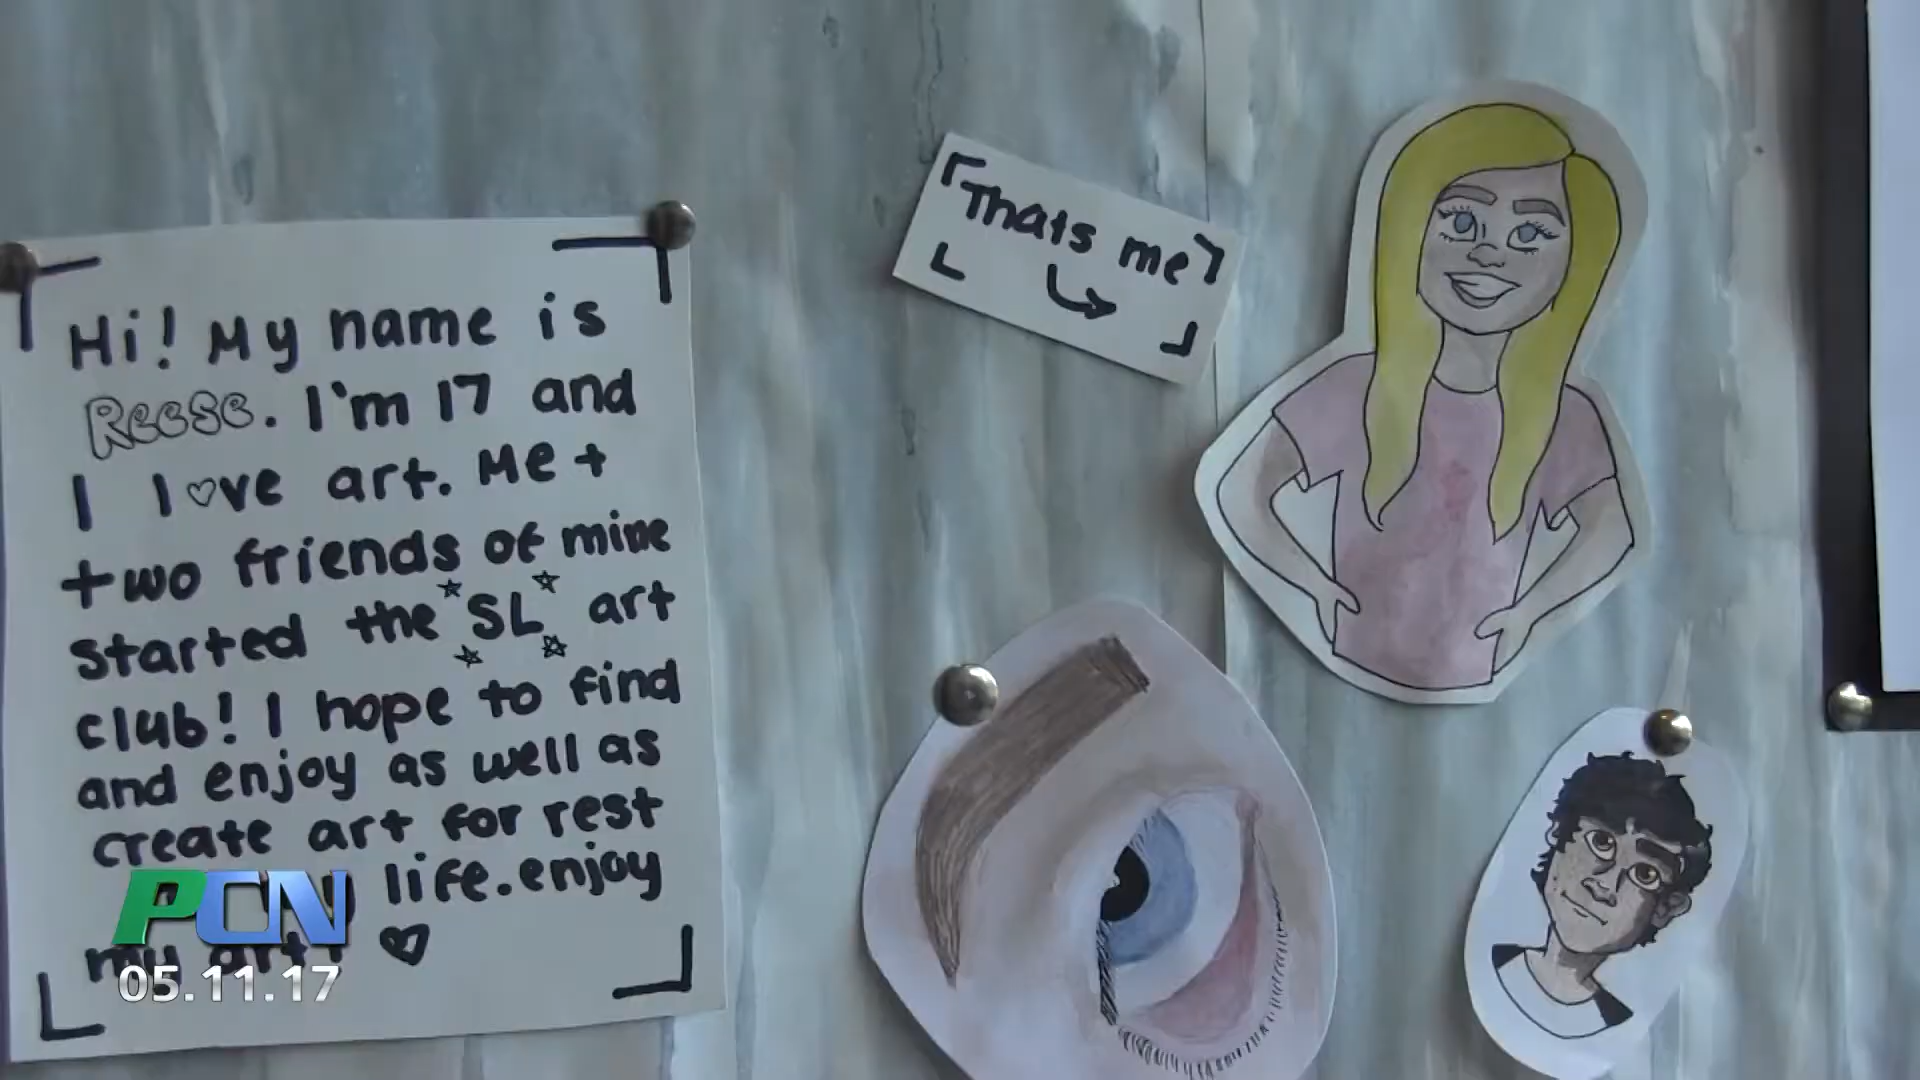 Hi! My name is
Reese. I'm 17 and
I love art. Me +
two friends of mine
started the "SL" art
club! I hope to find
and enjoy as well as
create art for rest
life. enjoy
my art!
Thats me
PCN
05.11.17